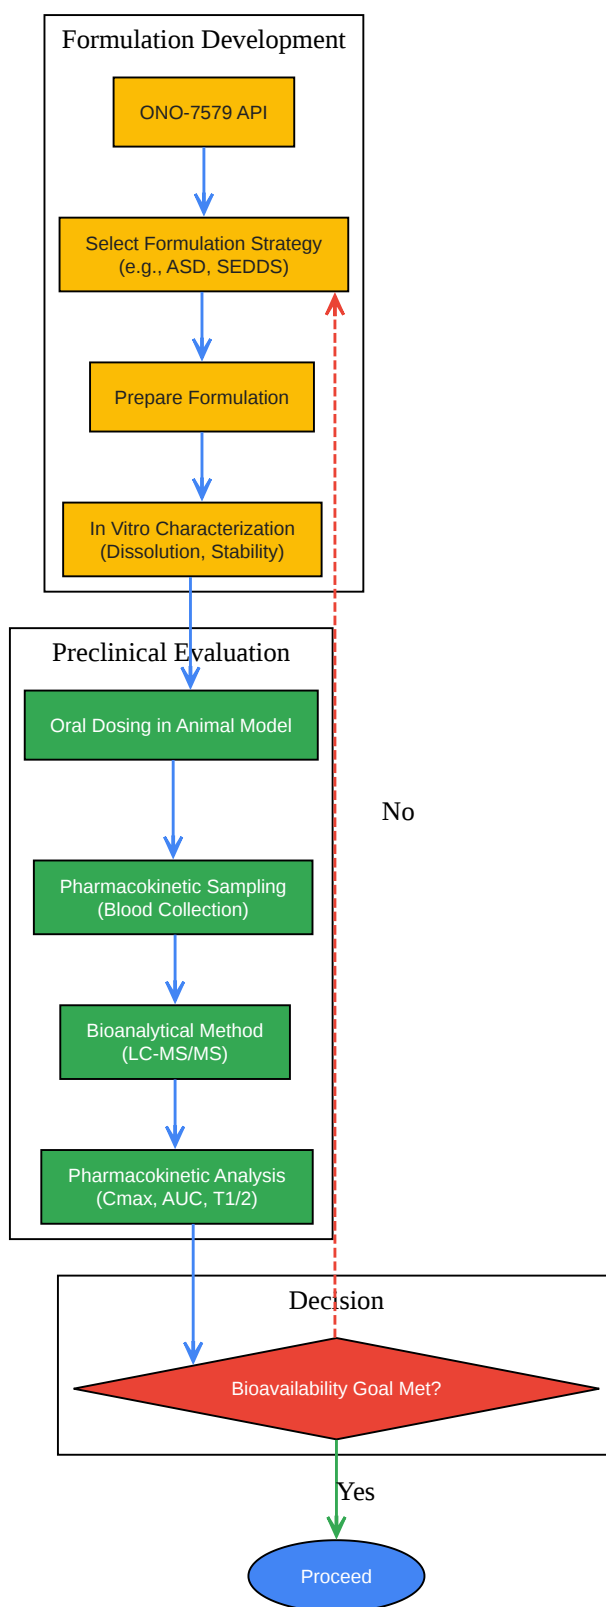 Formulation Development
ONO-7579 API
Select Formulation Strategy
(e.g., ASD, SEDDS)
Prepare Formulation
In Vitro Characterization
(Dissolution, Stability)
Preclinical Evaluation
Oral Dosing in Animal Model
No
Pharmacokinetic Sampling
(Blood Collection)
Bioanalytical Method
(LC-MS/MS)
Pharmacokinetic Analysis
(Cmax, AUC, T1/2)
Decision
Bioavailability Goal Met?
Yes
Proceed